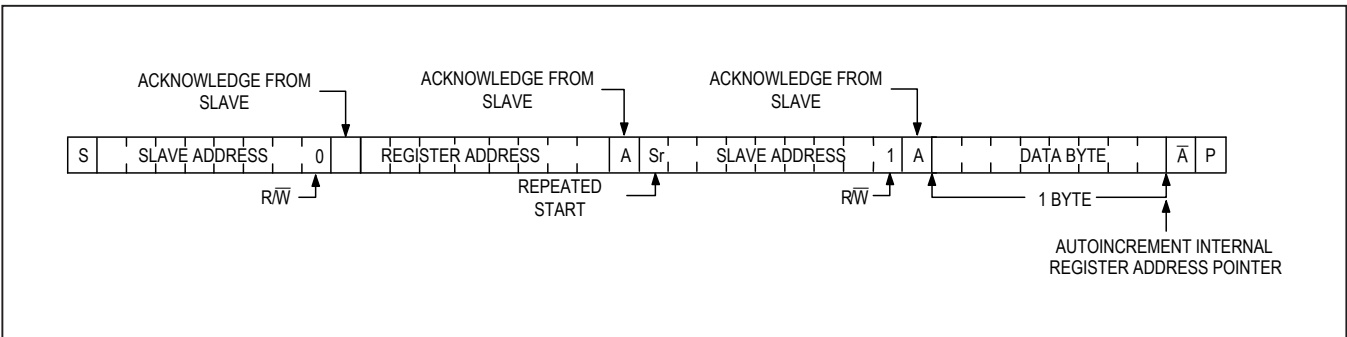 ACKNOWLEDGE FROM
SLAVE
ACKNOWLEDGE FROM
SLAVE
ACKNOWLEDGE FROM
SLAVE
S SLAVE ADDRESS 0 REGISTER ADDRESS A Sr SLAVE ADDRESS 1 A DATA BYTE A̅ P
R/W̅
REPEATED
START
R/W̅
1 BYTE
AUTOINCREMENT INTERNAL
REGISTER ADDRESS POINTER